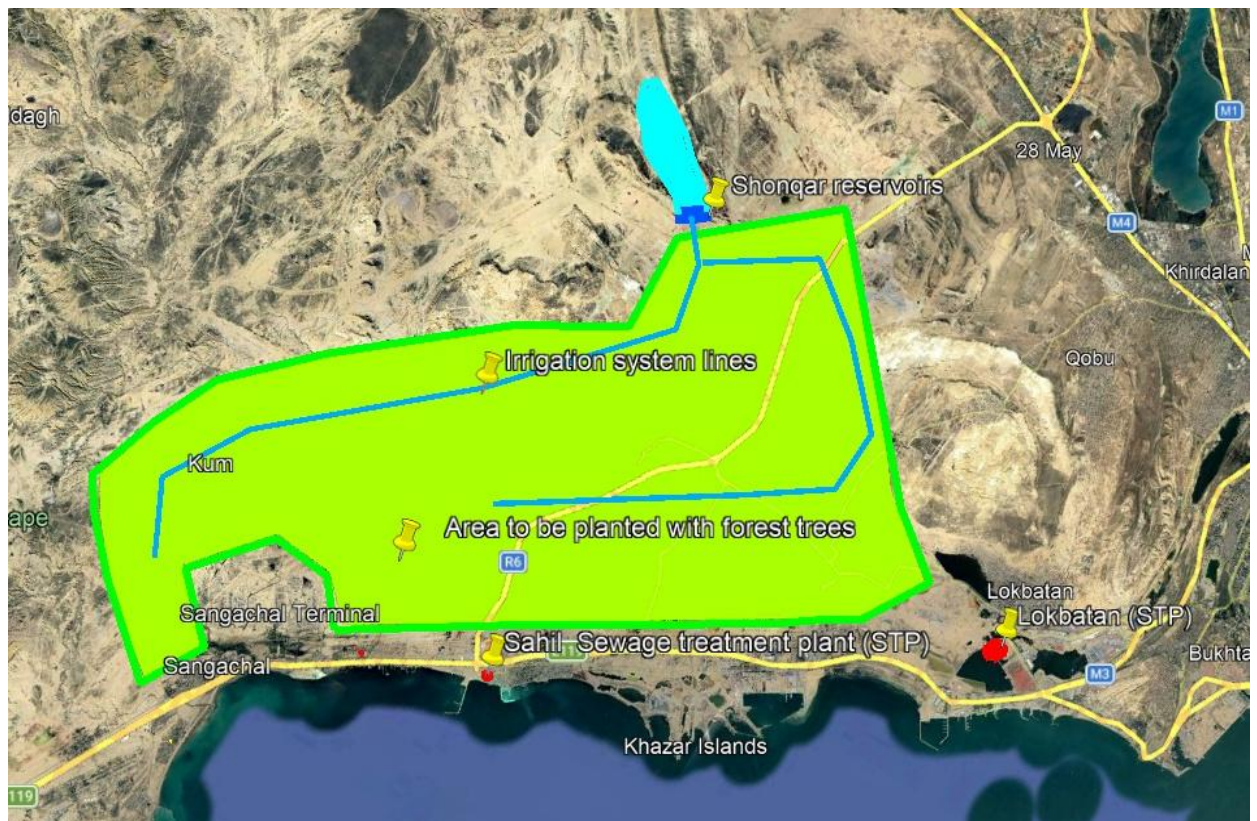 ldagh
M1
28 May
Shonqar reservoirs
M4
Khirdalan
Irrigation system lines
Qobu
Kum
ape
Area to be planted with forest trees
R6
Lokbatan
Sangachal Terminal
Lokbatan (STP)
Sahil Sewage treatment plant (STP)
Sangachal
Bukhta
M3
Khazar Islands
119